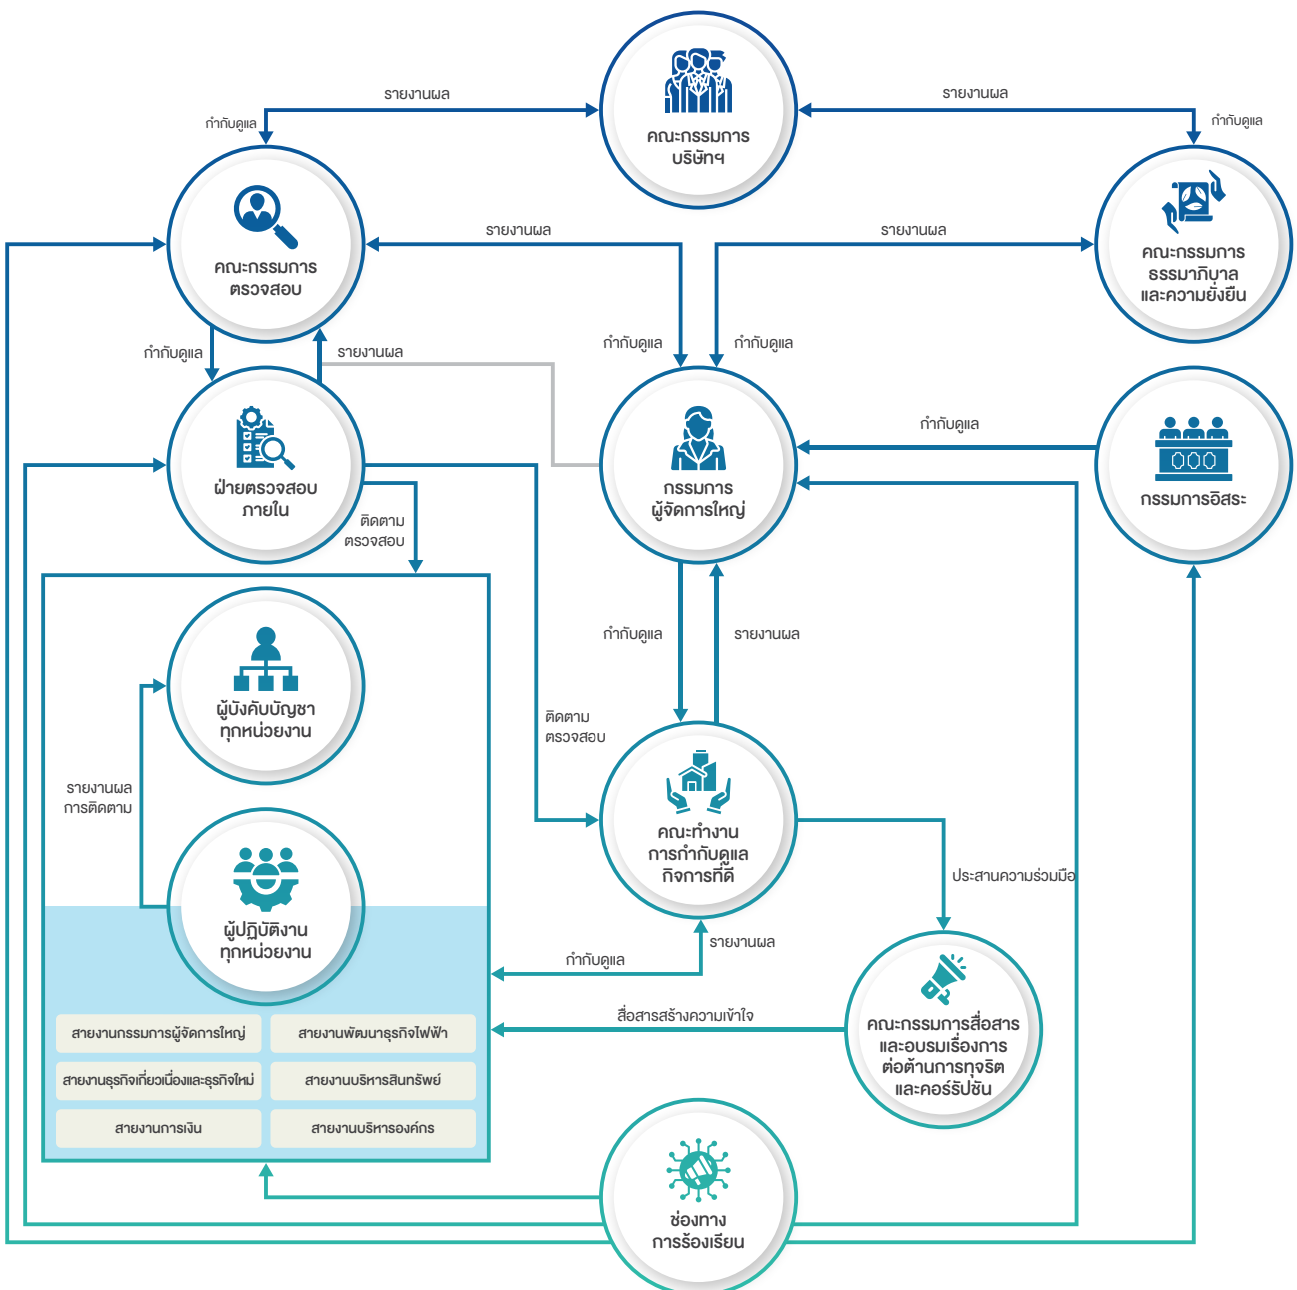 คณะกรรมการ
บริษัทฯ
รายงานผล
รายงานผล
กำกับดูแล
กำกับดูแล
คณะกรรมการ
ตรวจสอบ
คณะกรรมการ
ธรรมาภิบาล
และความยั่งยืน
รายงานผล
รายงานผล
กำกับดูแล
รายงานผล
กำกับดูแล
กำกับดูแล
ฝ่ายตรวจสอบ
ภายใน
กรรมการ
ผู้จัดการใหญ่
กำกับดูแล
กรรมการอิสระ
ติดตาม
ตรวจสอบ
กำกับดูแล
รายงานผล
ผู้บังคับบัญชา
ทุกหน่วยงาน
ติดตาม
ตรวจสอบ
รายงานผล
การติดตาม
คณะทำงาน
การกำกับดูแล
กิจการที่ดี
ประสานความร่วมมือ
ผู้ปฏิบัติงาน
ทุกหน่วยงาน
กำกับดูแล
รายงานผล
สื่อสารสร้างความเข้าใจ
คณะกรรมการสื่อสาร
และอบรมเรื่องการ
ต่อต้านการทุจริต
และคอร์รัปชัน
สายงานกรรมการผู้จัดการใหญ่
สายงานพัฒนาธุรกิจไฟฟ้า
สายงานธุรกิจเกี่ยวเนื่องและธุรกิจใหม่
สายงานบริหารสินทรัพย์
สายงานการเงิน
สายงานบริหารองค์กร
ช่องทาง
การร้องเรียน